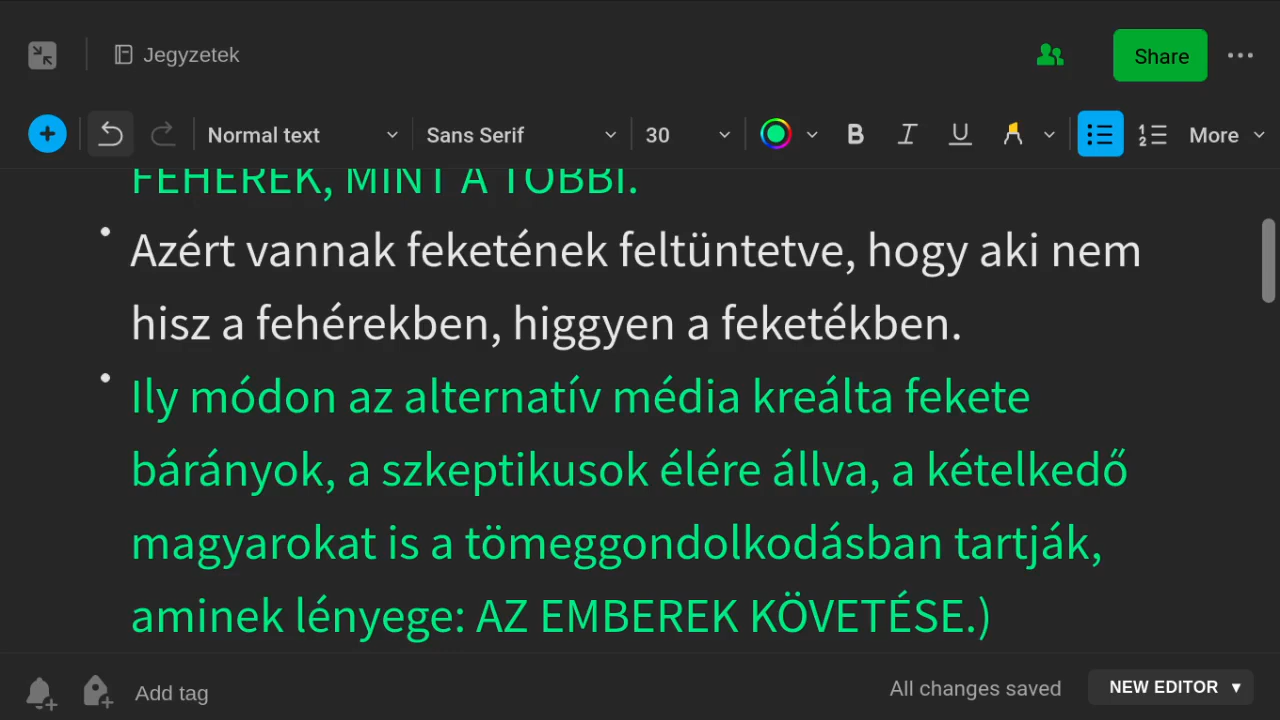 Jegyzetek
Share
Normal text
Sans Serif
30
B I U
More
FEHÉREK, MINT A TÖBBI.
Azért vannak feketének feltüntetve, hogy aki nem
hisz a fehérekben, higgyen a feketékben.
Ily módon az alternatív média kreálta fekete
bárányok, a szkeptikusok élére állva, a kételkedő
magyarokat is a tömeggondolkodásban tartják,
aminek lényege: AZ EMBEREK KÖVETÉSE.)
Add tag
All changes saved
NEW EDITOR